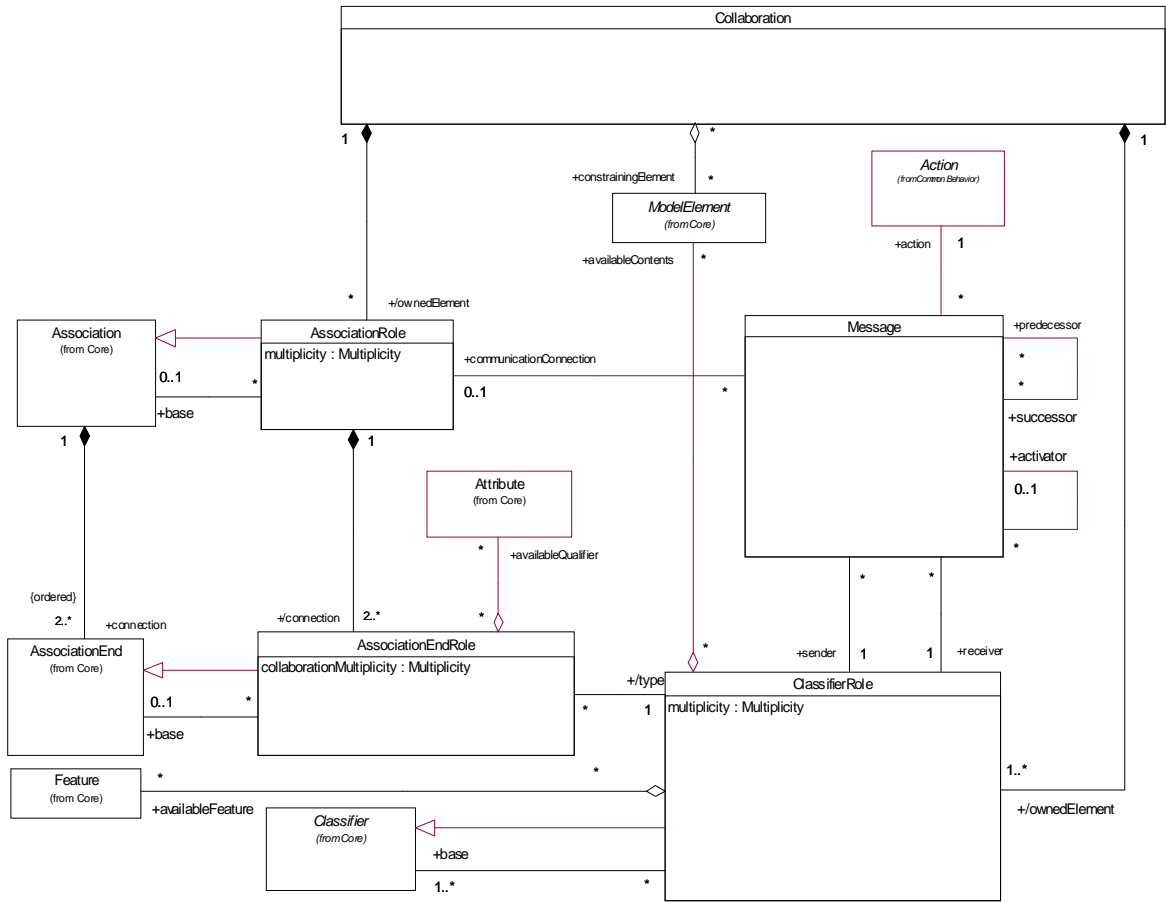 Collaboration
1
*
1
+constrainingElement
*
ModelElement
(from Core)
+availableContents
*
Action
(from Common Behavior)
+action
1
*
*
+/ownedElement
Association
(from Core)
AssociationRole
multiplicity : Multiplicity
0..1
*
+base
1
1
+communicationConnection
0..1
*
Message
+predecessor
*
*
+successor
+activator
0..1
*
Attribute
(from Core)
*
+availableQualifier
*
{ordered}
2..*
+connection
+/connection
2..*
*
*
+sender
1
1
+receiver
*
AssociationEnd
(from Core)
AssociationEndRole
collaborationMultiplicity : Multiplicity
0..1
*
+base
+/type
*
1
ClassifierRole
multiplicity : Multiplicity
1..*
+/ownedElement
Feature
(from Core)
*
+availableFeature
*
Classifier
(from Core)
+base
1..*
*